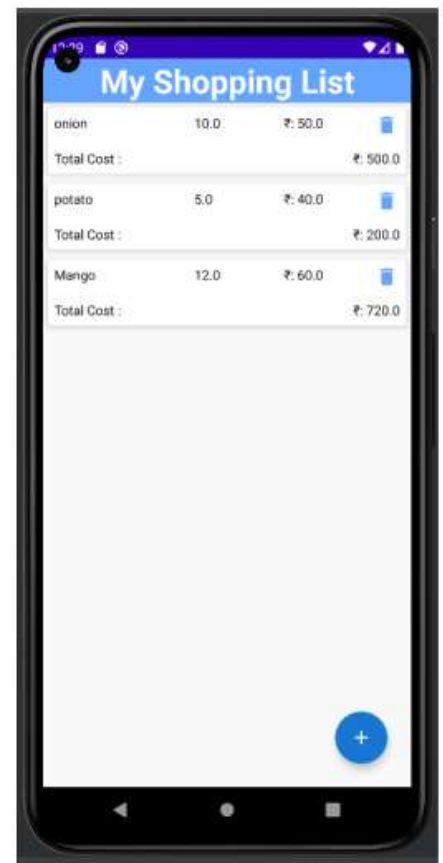 My Shopping List
onion 10.0 ₹: 50.0
Total Cost : ₹: 500.0
potato 5.0 ₹: 40.0
Total Cost : ₹: 200.0
Mango 12.0 ₹: 60.0
Total Cost : ₹: 720.0
+